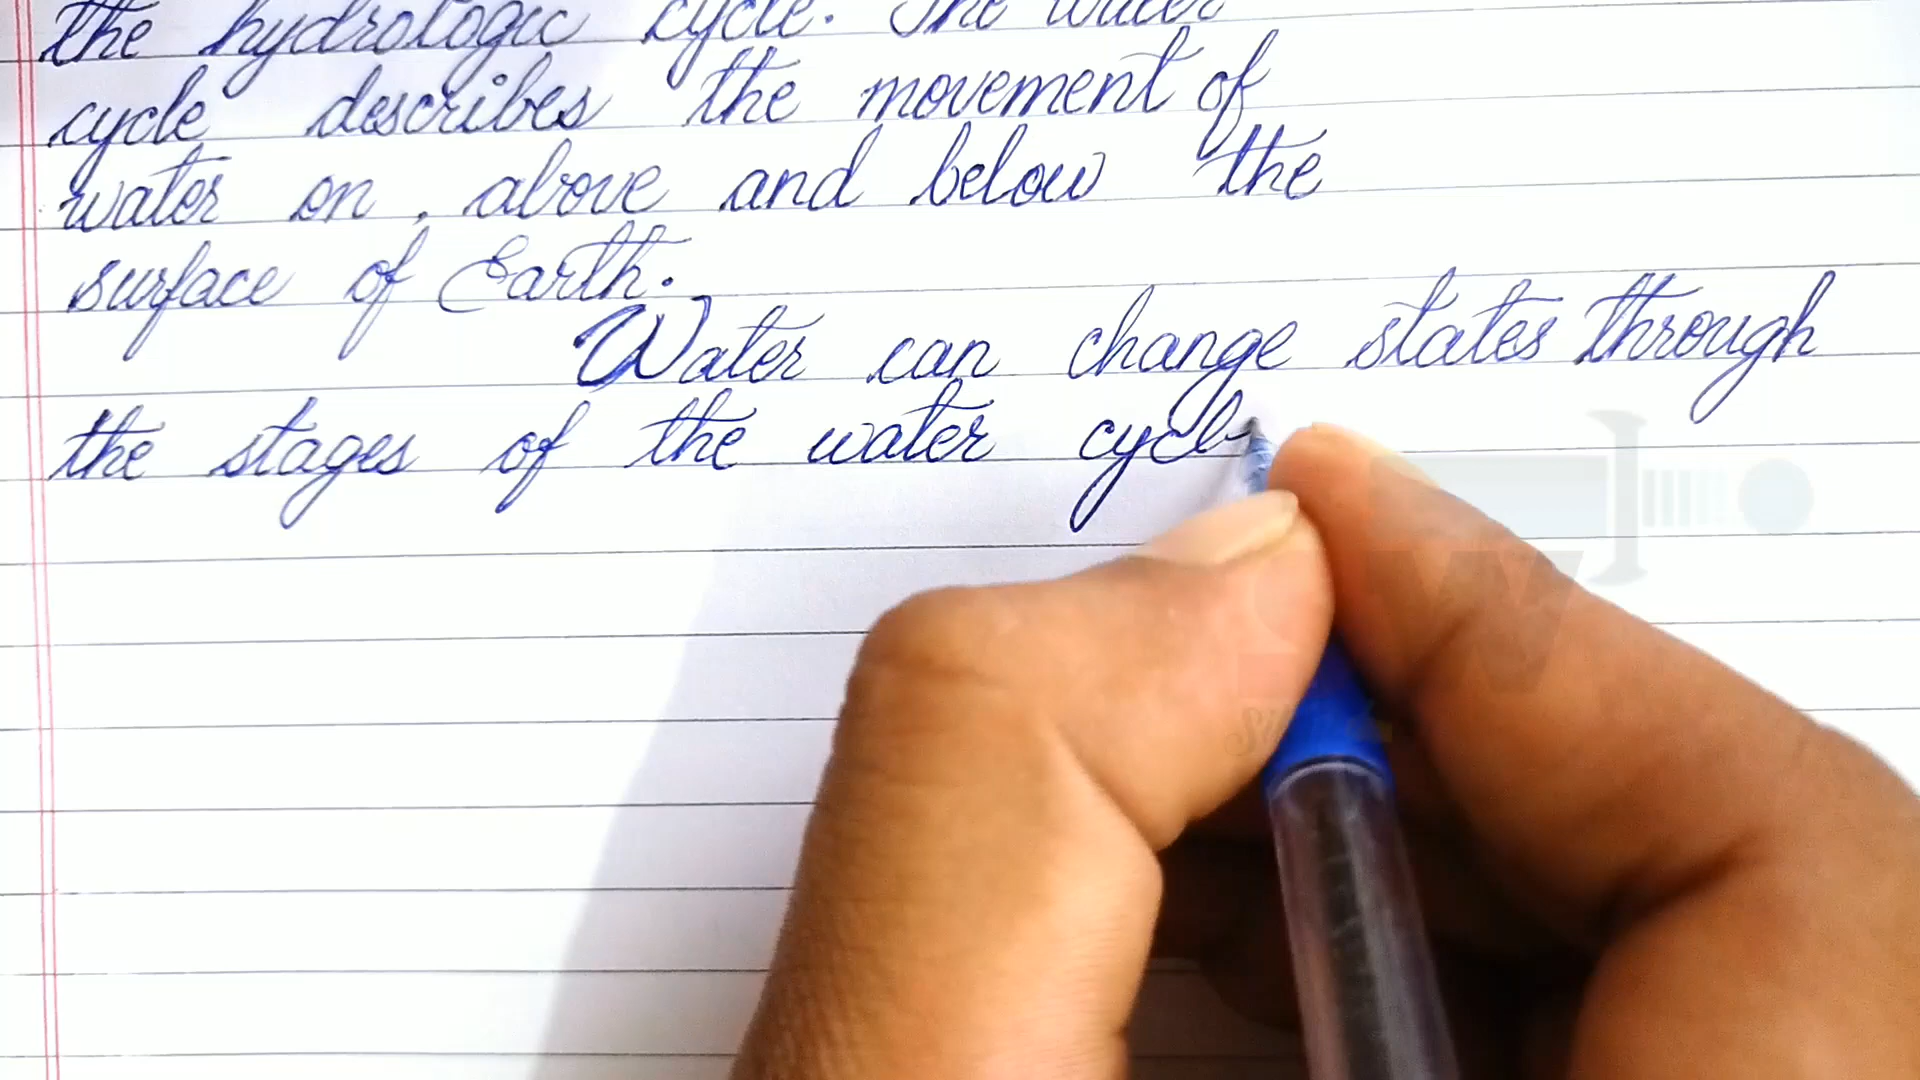 the hydrologic cycle. The water
cycle describes the movement of
water on, above and below the
surface of Earth.
Water can change states through
the stages of the water cycl